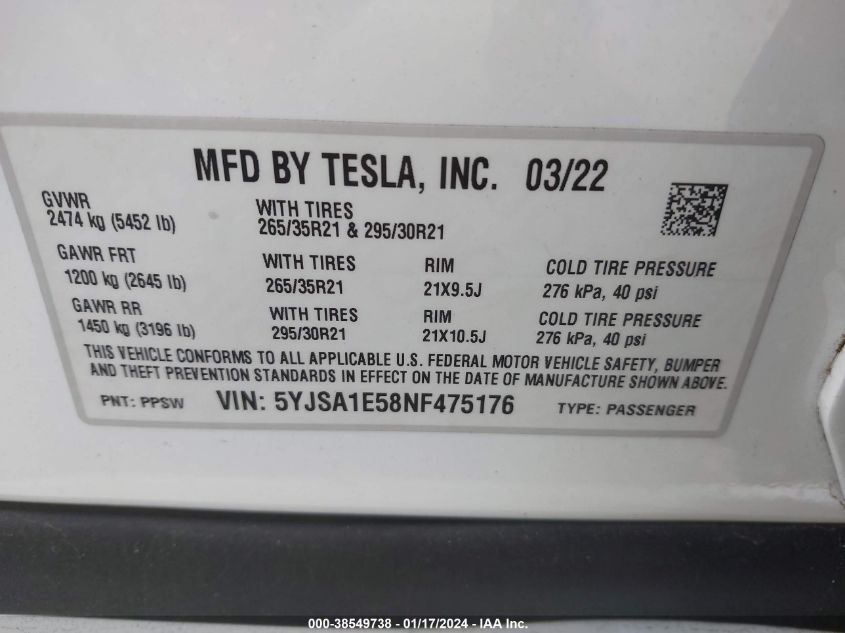 MFD BY TESLA, INC. 03/22
GVWR
2474 kg (5452 lb)
WITH TIRES
265/35R21 & 295/30R21
GAWR FRT
1200 kg (2645 lb)
WITH TIRES
265/35R21
RIM
21X9.5J
COLD TIRE PRESSURE
276 kPa, 40 psi
GAWR RR
1450 kg (3196 lb)
WITH TIRES
295/30R21
RIM
21X10.5J
COLD TIRE PRESSURE
276 kPa, 40 psi
THIS VEHICLE CONFORMS TO ALL APPLICABLE U.S. FEDERAL MOTOR VEHICLE SAFETY, BUMPER
AND THEFT PREVENTION STANDARDS IN EFFECT ON THE DATE OF MANUFACTURE SHOWN ABOVE.
PNT: PPSW VIN: 5YJSA1E58NF475176 TYPE: PASSENGER
000-38549738 - 01/17/2024 - IAA Inc.